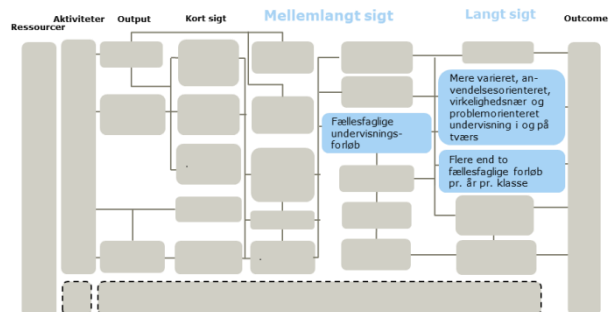 Ressourcer
Aktiviteter
Output
Kort sigt
Mellemlangt sigt
Langt sigt
Outcome
Fællesfaglige
undervisnings-
forløb
Mere varieret, an-
vendelsesorienteret,
virkelighedsnær og
problemorienteret
undervisning i og på
tværs
Flere end to
fællesfaglige forløb
pr. år pr. klasse